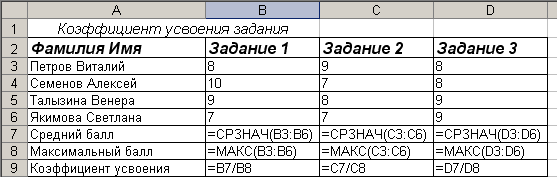 A B C D
1 Коэффициент усвоения задания
2 Фамилия Имя Задание 1 Задание 2 Задание 3
3 Петров Виталий 8 9 8
4 Семенов Алексей 10 7 8
5 Талызина Венера 9 8 9
6 Якимова Светлана 7 7 9
7 Средний балл =СРЗНАЧ(B3:B6) =СРЗНАЧ(C3:C6) =СРЗНАЧ(D3:D6)
8 Максимальный балл =МАКС(B3:B6) =МАКС(C3:C6) =МАКС(D3:D6)
9 Коэффициент усвоения =B7/B8 =C7/C8 =D7/D8